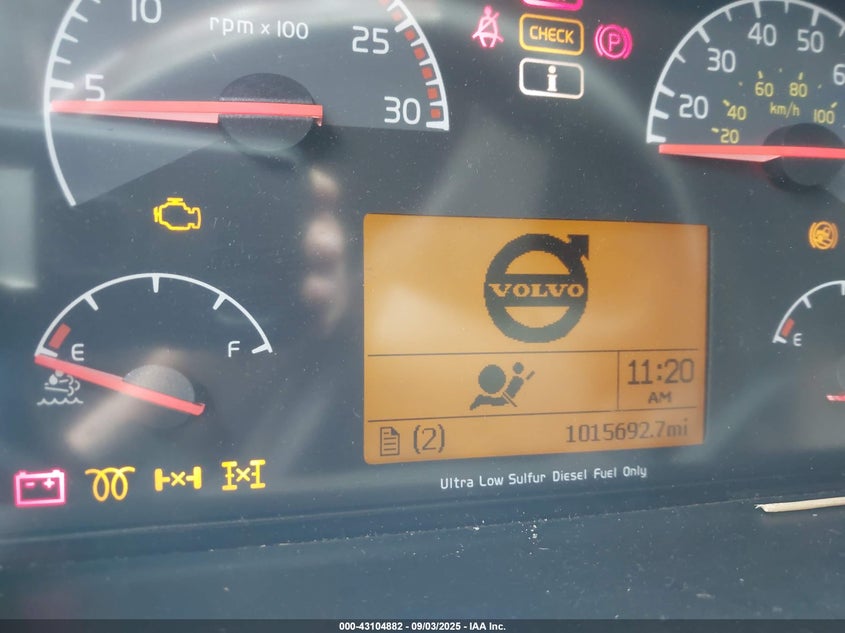 10
rpm x 100
25
5
30
CHECK
P
i
40
50
30
60
80
20
40
km/h
100
20
VOLVO
E
F
E
11:20
AM
(2)
1015692.7mi
Ultra Low Sulfur Diesel Fuel Only
000-43104882 - 09/03/2025 - IAA Inc.